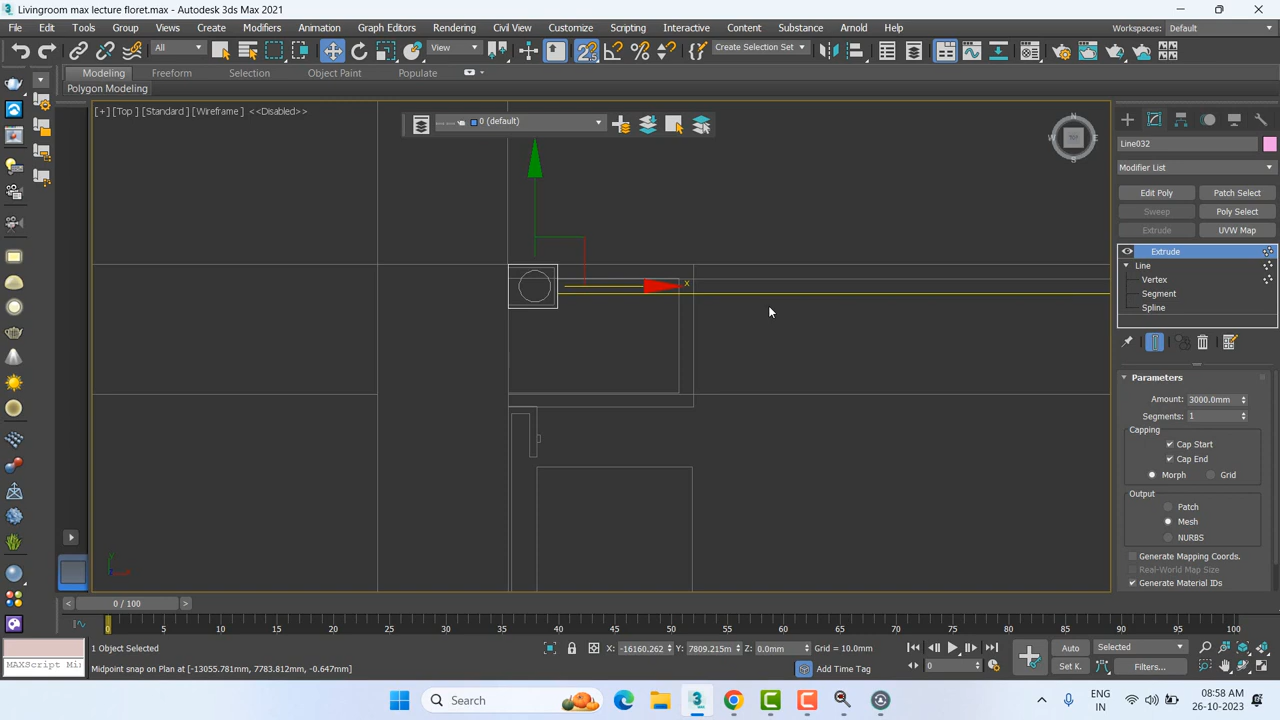 Livingroom max lecture floret.max - Autodesk 3ds Max 2021
File Edit Tools Group Views Create Modifiers Animation Graph Editors Rendering Civil View Customize Scripting Interactive Content Substance Arnold Help Workspaces: Default
All View Create Selection Set
Modeling Freeform Selection Object Paint Populate
Polygon Modeling
[+] [Top ] [Standard ] [Wireframe ] <<Disabled>>
0 (default)
N
W E
S
x
Line032
Modifier List
Edit Poly Patch Select
Sweep Poly Select
Extrude UVW Map
Extrude
Line
Vertex
Segment
Spline
Parameters
Amount: 3000.0mm
Segments: 1
Capping
Cap Start
Cap End
Morph Grid
Output
Patch
Mesh
NURBS
Generate Mapping Coords.
Real-World Map Size
Generate Material IDs
< 0 / 100 >
0 5 10 15 20 25 30 35 40 45 50 55 60 65 70 75 80 85 90 95 100
1 Object Selected X: -16160.262 Y: 7809.215m Z: 0.0mm Grid = 10.0mm Auto Selected
MAXScript Mi Midpoint snap on Plan at [-13055.781mm, 7783.812mm, -0.647mm] Add Time Tag Set K. 0 Filters...
Search
ENG
IN
08:58 AM
26-10-2023